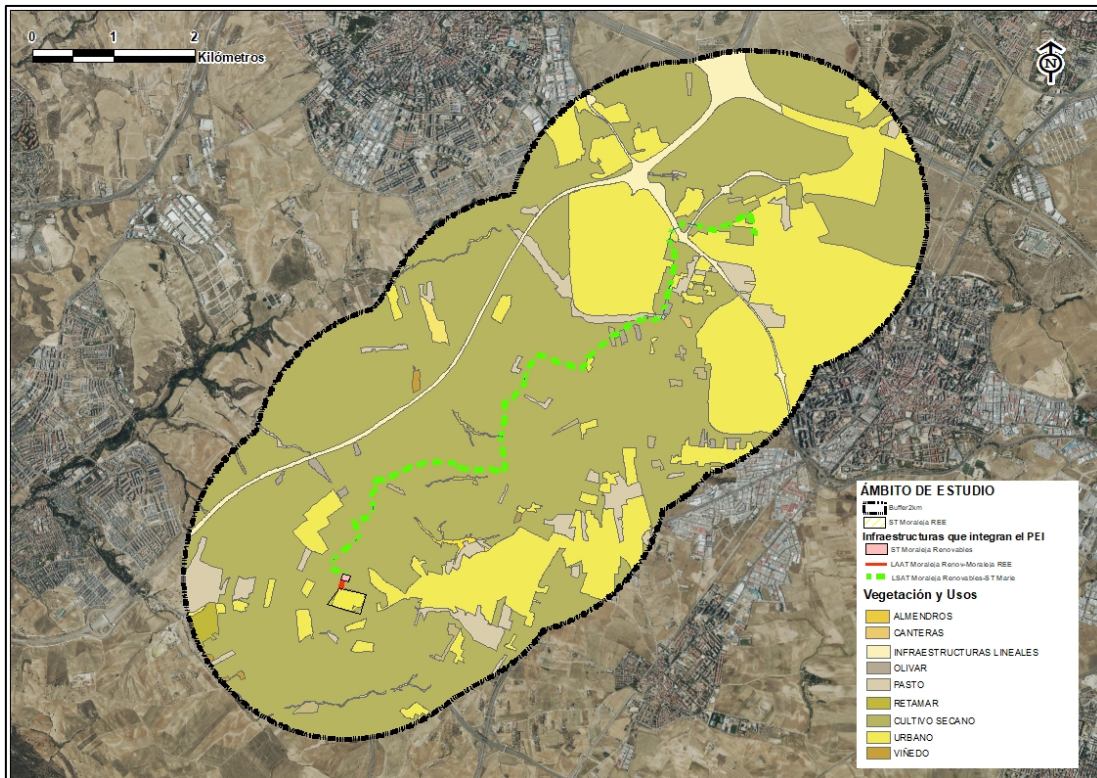 0 1 2
Kilómetros
N
ÁMBITO DE ESTUDIO
Buffer2km
ST Moraleja REE
Infraestructuras que integran el PEI
ST Moraleja Renovables
LAAT Moraleja Renov-Moraleja REE
LSAT Moraleja Renovables-ST Marie
Vegetación y Usos
ALMENDROS
CANTERAS
INFRAESTRUCTURAS LINEALES
OLIVAR
PASTO
RETAMAR
CULTIVO SECANO
URBANO
VIÑEDO